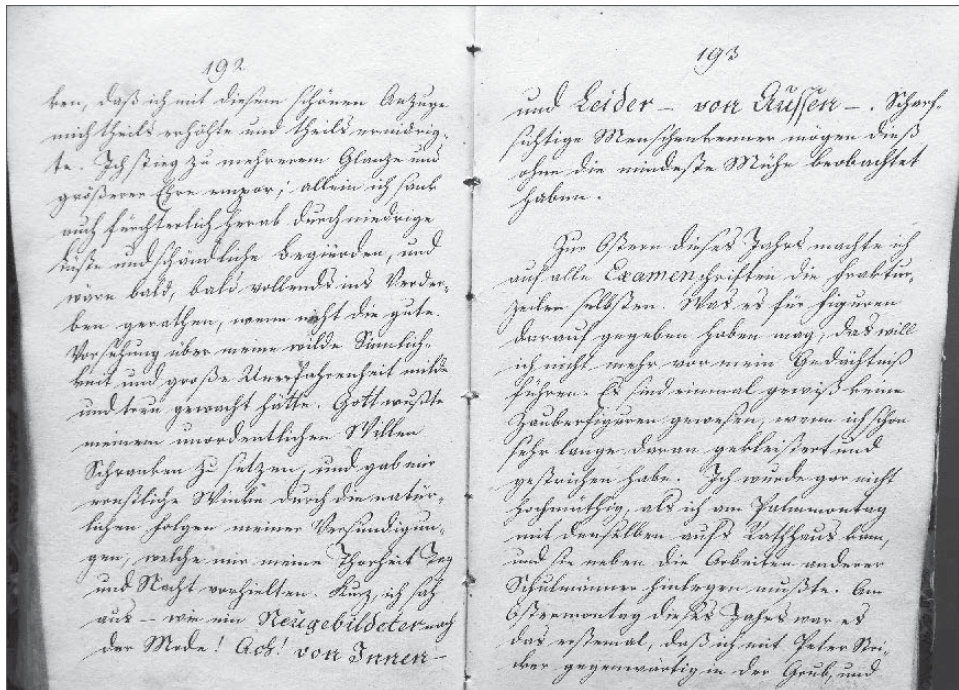 192
ken, daß ich mit diesem schönen Anzuge
mich theils erhöhte und theils erniedrig-
te. Ich stieg zu mehrerem Glanze und
größerer Ehre empor; allein ich sank
auch fürchterlich herab durch niedrige
Lüste und schändliche Begierden, und
wäre bald, bald vollends ins Verder-
ben gerathen, wenn nicht die gute
Vorsehung über meine wilde Sinnlich-
keit und große Unerfahrenheit milde
und treu gewacht hätte. Gott wußte
meinem unordentlichen Willen
Schranken zu setzen, und gab mir
ernstliche Winke durch die natür-
lichen Folgen meiner Versündigun-
gen, welche mir meine Thorheit Tag
und Nacht vorhielten. Kurz ich sah
aus – wie ein Neugebildeter nach
der Mode! Ach! von Innen –
193
und Leider – von Aussen –. Scharf-
sichtige Menschenkenner mögen dieß
ohne die mindeste Mühe beobachtet
haben.
Zur Ostern dieses Jahrs machte ich
auf alle Examenschriften die Fraktur-
zeilen selbsten. Was es für Figuren
darauf gegeben haben mag, das will
ich nicht mehr vor mein Gedächtniß
führen. Es sind einmal gewiß keine
Zauberfiguren gewesen, wenn ich schon
sehr lange daran gekleistert und
gestrichen habe. Ich wurde gar nicht
hochmüthig, als ich am Palmmontag
mit denselben aufs Rathhaus kam,
und sie neben die Arbeiten anderer
Schulmänner hinlegen mußte. Am
Ostermontag dieses Jahrs war es
das erstemal, daß ich mit Peter Stri-
cker gegenwärtig in der Grub, und